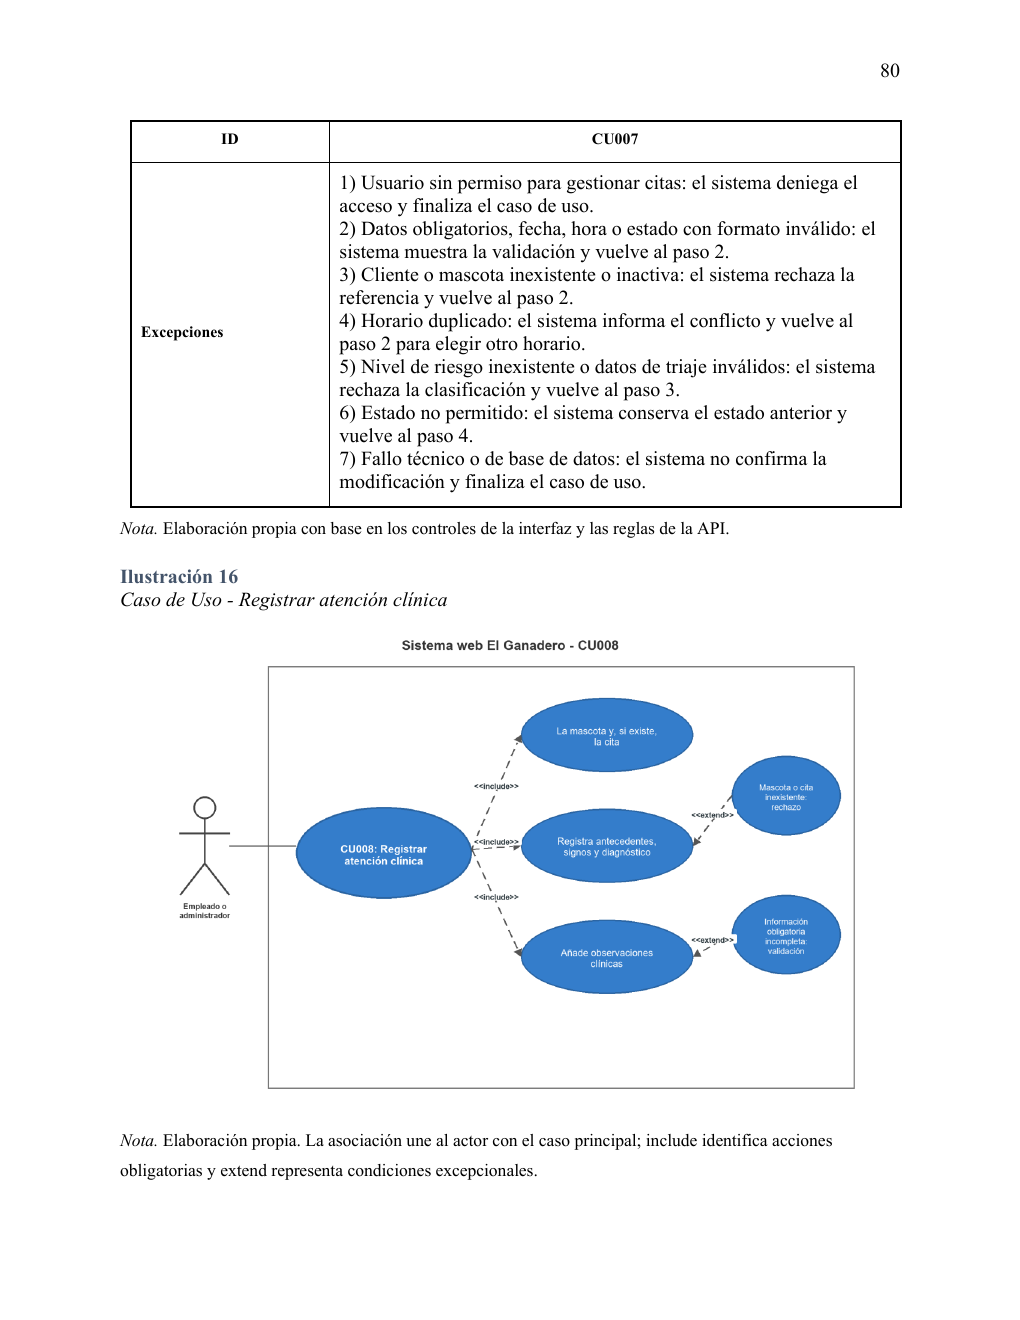 80
ID
CU007
Excepciones
1) Usuario sin permiso para gestionar citas: el sistema deniega el
acceso y finaliza el caso de uso.
2) Datos obligatorios, fecha, hora o estado con formato inválido: el
sistema muestra la validación y vuelve al paso 2.
3) Cliente o mascota inexistente o inactiva: el sistema rechaza la
referencia y vuelve al paso 2.
4) Horario duplicado: el sistema informa el conflicto y vuelve al
paso 2 para elegir otro horario.
5) Nivel de riesgo inexistente o datos de triaje inválidos: el sistema
rechaza la clasificación y vuelve al paso 3.
6) Estado no permitido: el sistema conserva el estado anterior y
vuelve al paso 4.
7) Fallo técnico o de base de datos: el sistema no confirma la
modificación y finaliza el caso de uso.
Nota. Elaboración propia con base en los controles de la interfaz y las reglas de la API.
Ilustración 16
Caso de Uso - Registrar atención clínica
Sistema web El Ganadero - CU008
La mascota y, si existe,
la cita
<<include>>
Mascota o cita
inexistente:
rechazo
<<extend>>
CU008: Registrar
atención clínica
<<include>>
Registra antecedentes,
signos y diagnóstico
Empleado o
administrador
<<include>>
Añade observaciones
clínicas
<<extend>>
Información
obligatoria
incompleta:
validación
Nota. Elaboración propia. La asociación une al actor con el caso principal; include identifica acciones
obligatorias y extend representa condiciones excepcionales.